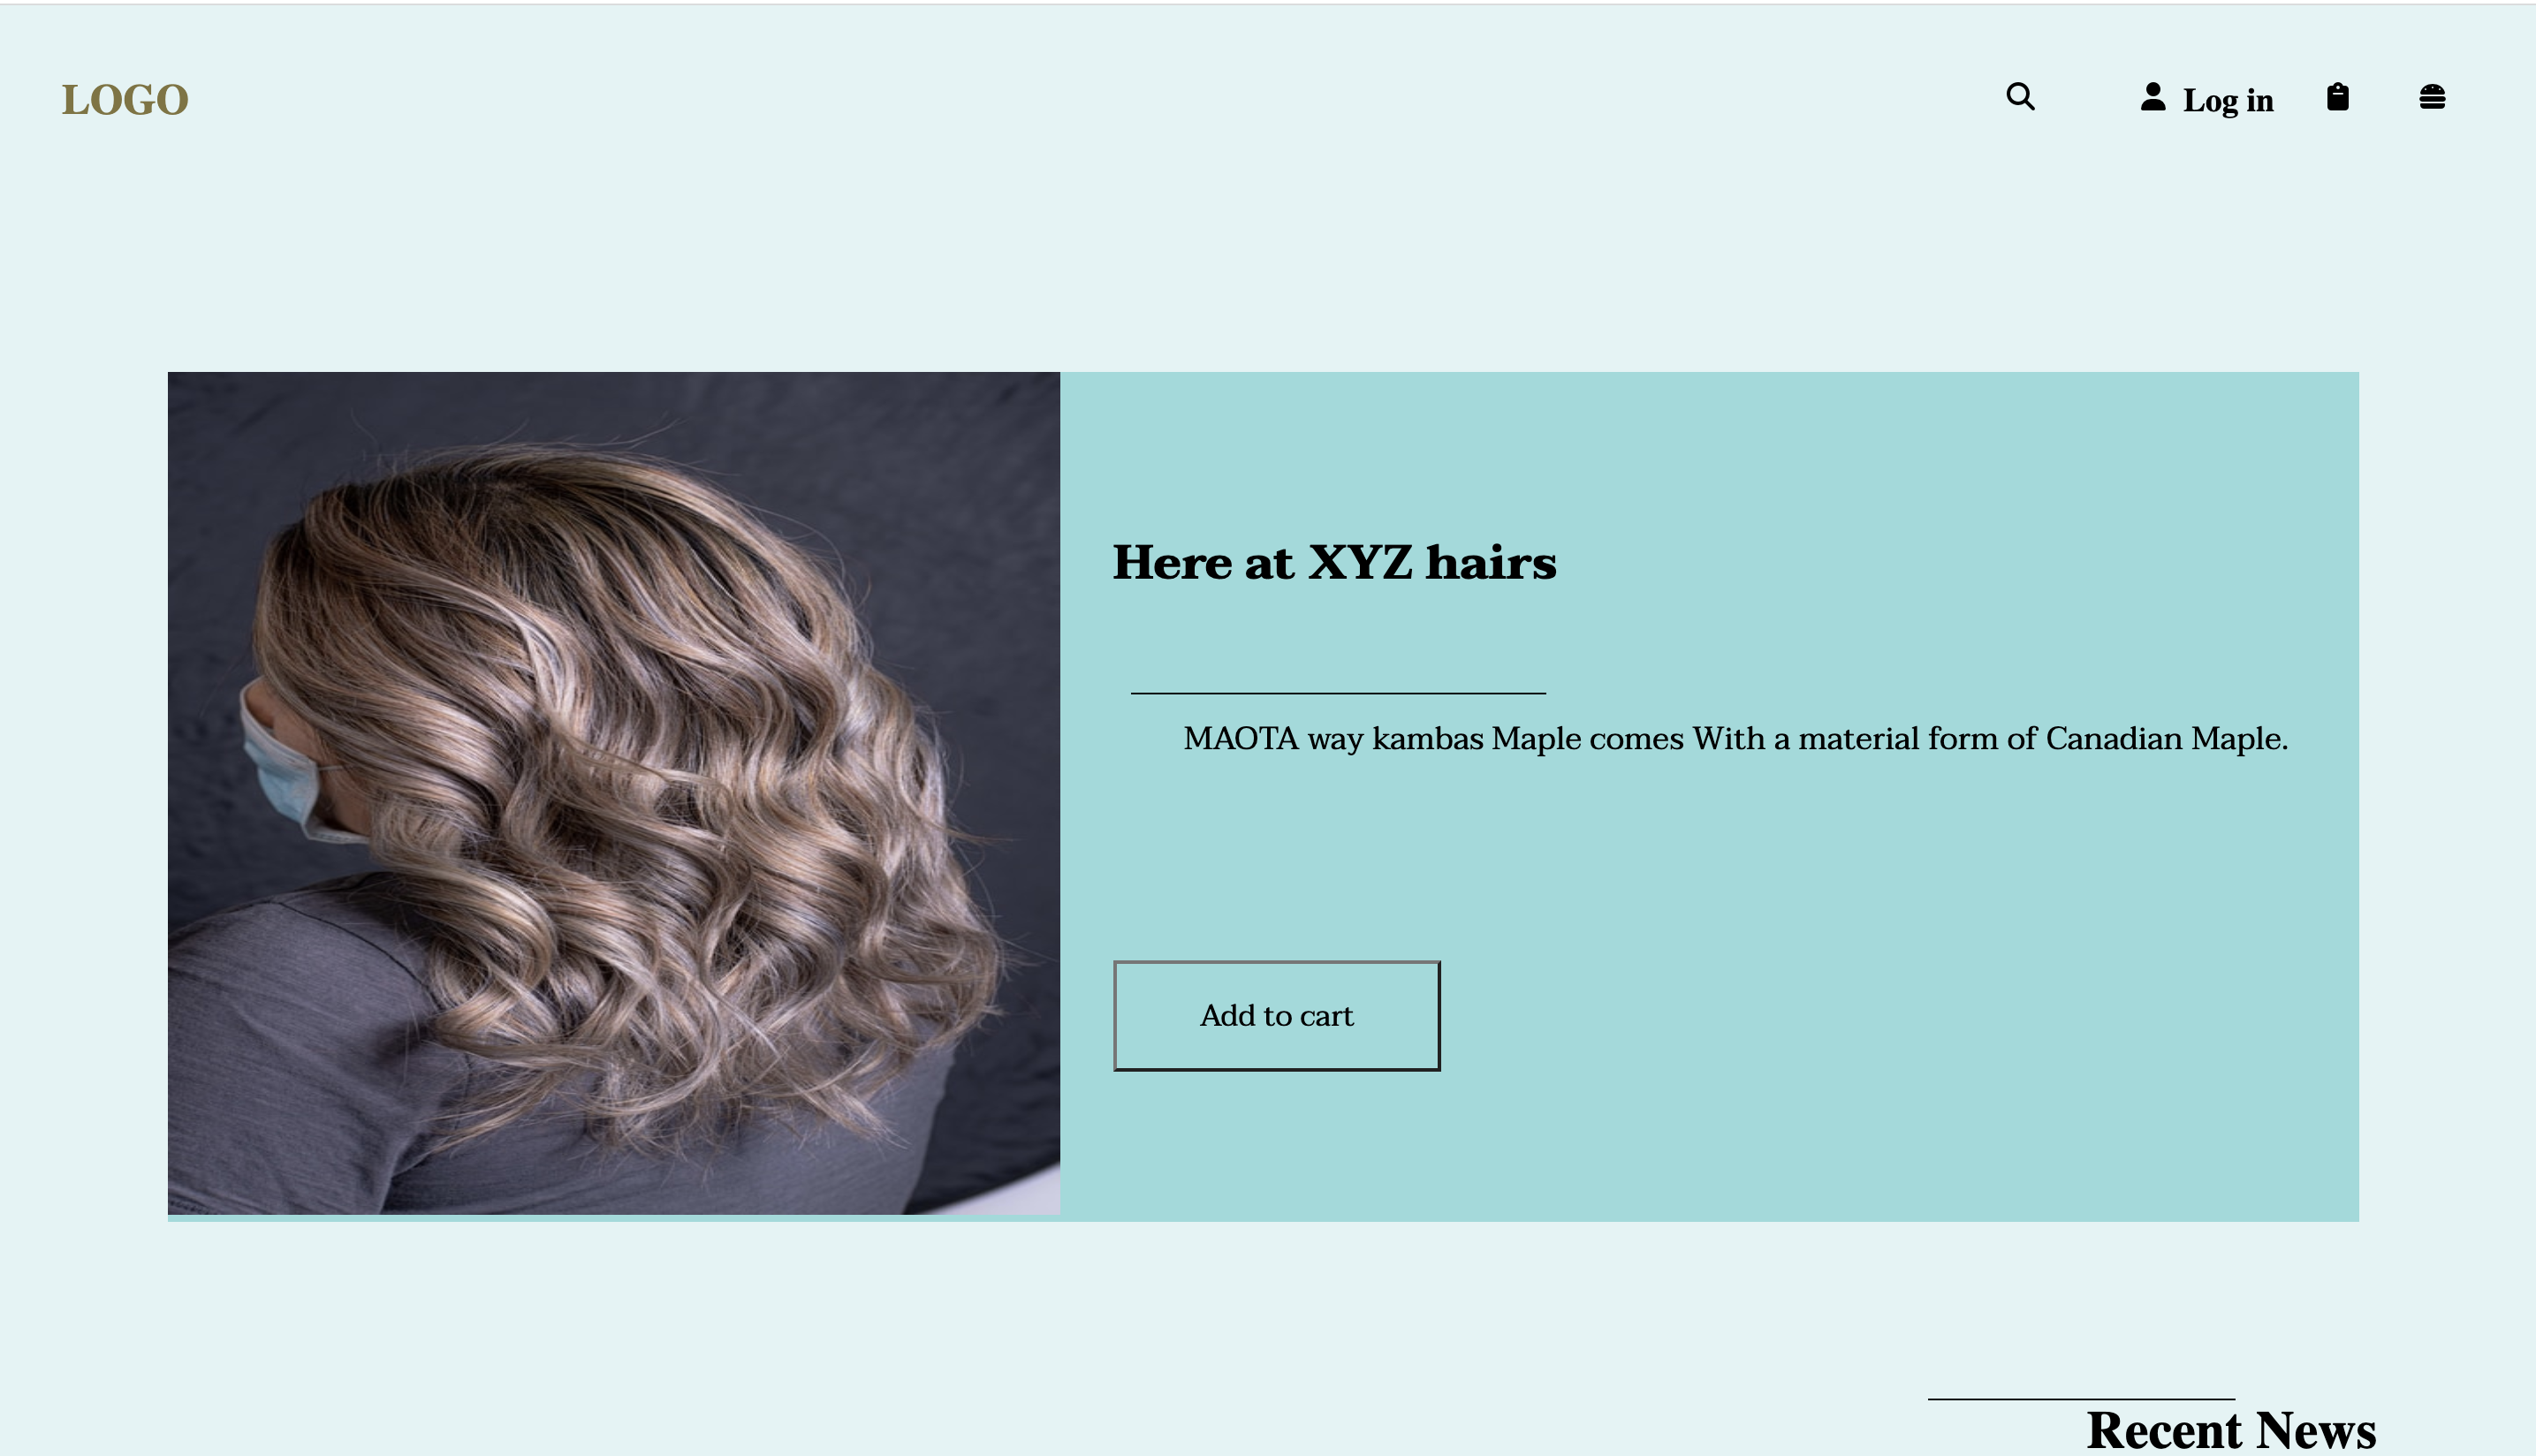 LOGO
Log in
Here at XYZ hairs
MAOTA way kambas Maple comes With a material form of Canadian Maple.
Add to cart
Recent News